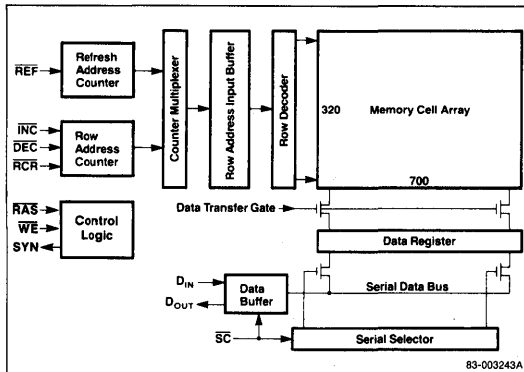 REF
Refresh
Address
Counter
INC
DEC
RCR
Row
Address
Counter
RAS
WE
SYN
Control
Logic
Counter Multiplexer
Row Address Input Buffer
Row Decoder
320
Memory Cell Array
700
Data Transfer Gate
Data Register
DIN
DOUT
Data
Buffer
Serial Data Bus
SC
Serial Selector
83-003243A